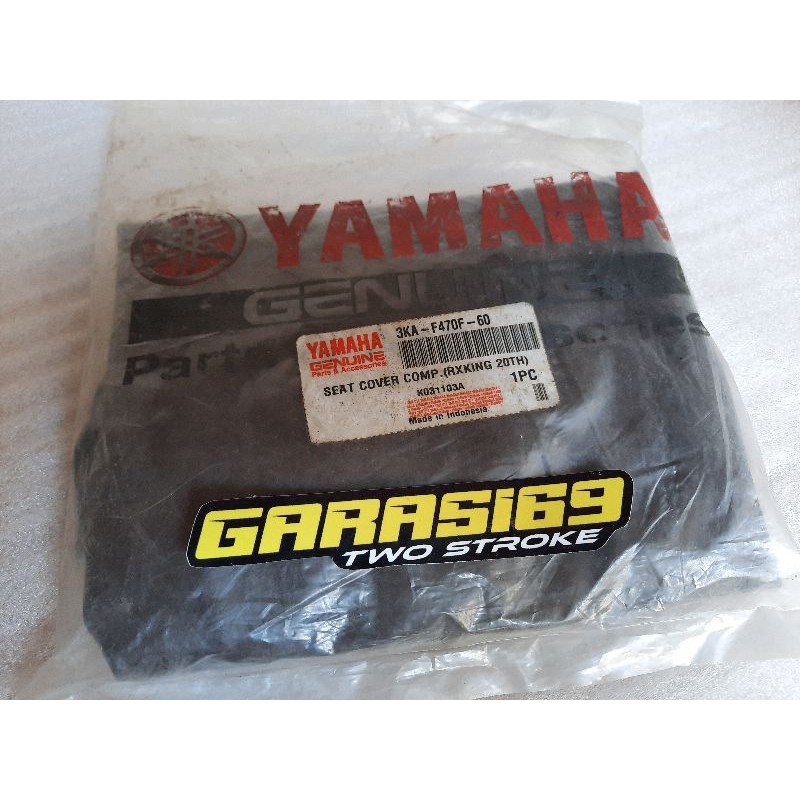 YAMAHA
GENUINE
Parts
YAMAHA
GENUINE
Parts & Accessories
3KA-F470F-60
SEAT COVER COMP.(RXKING 20TH)
1PC
K031103A
Made in Indonesia
GARASi69
TWO STROKE